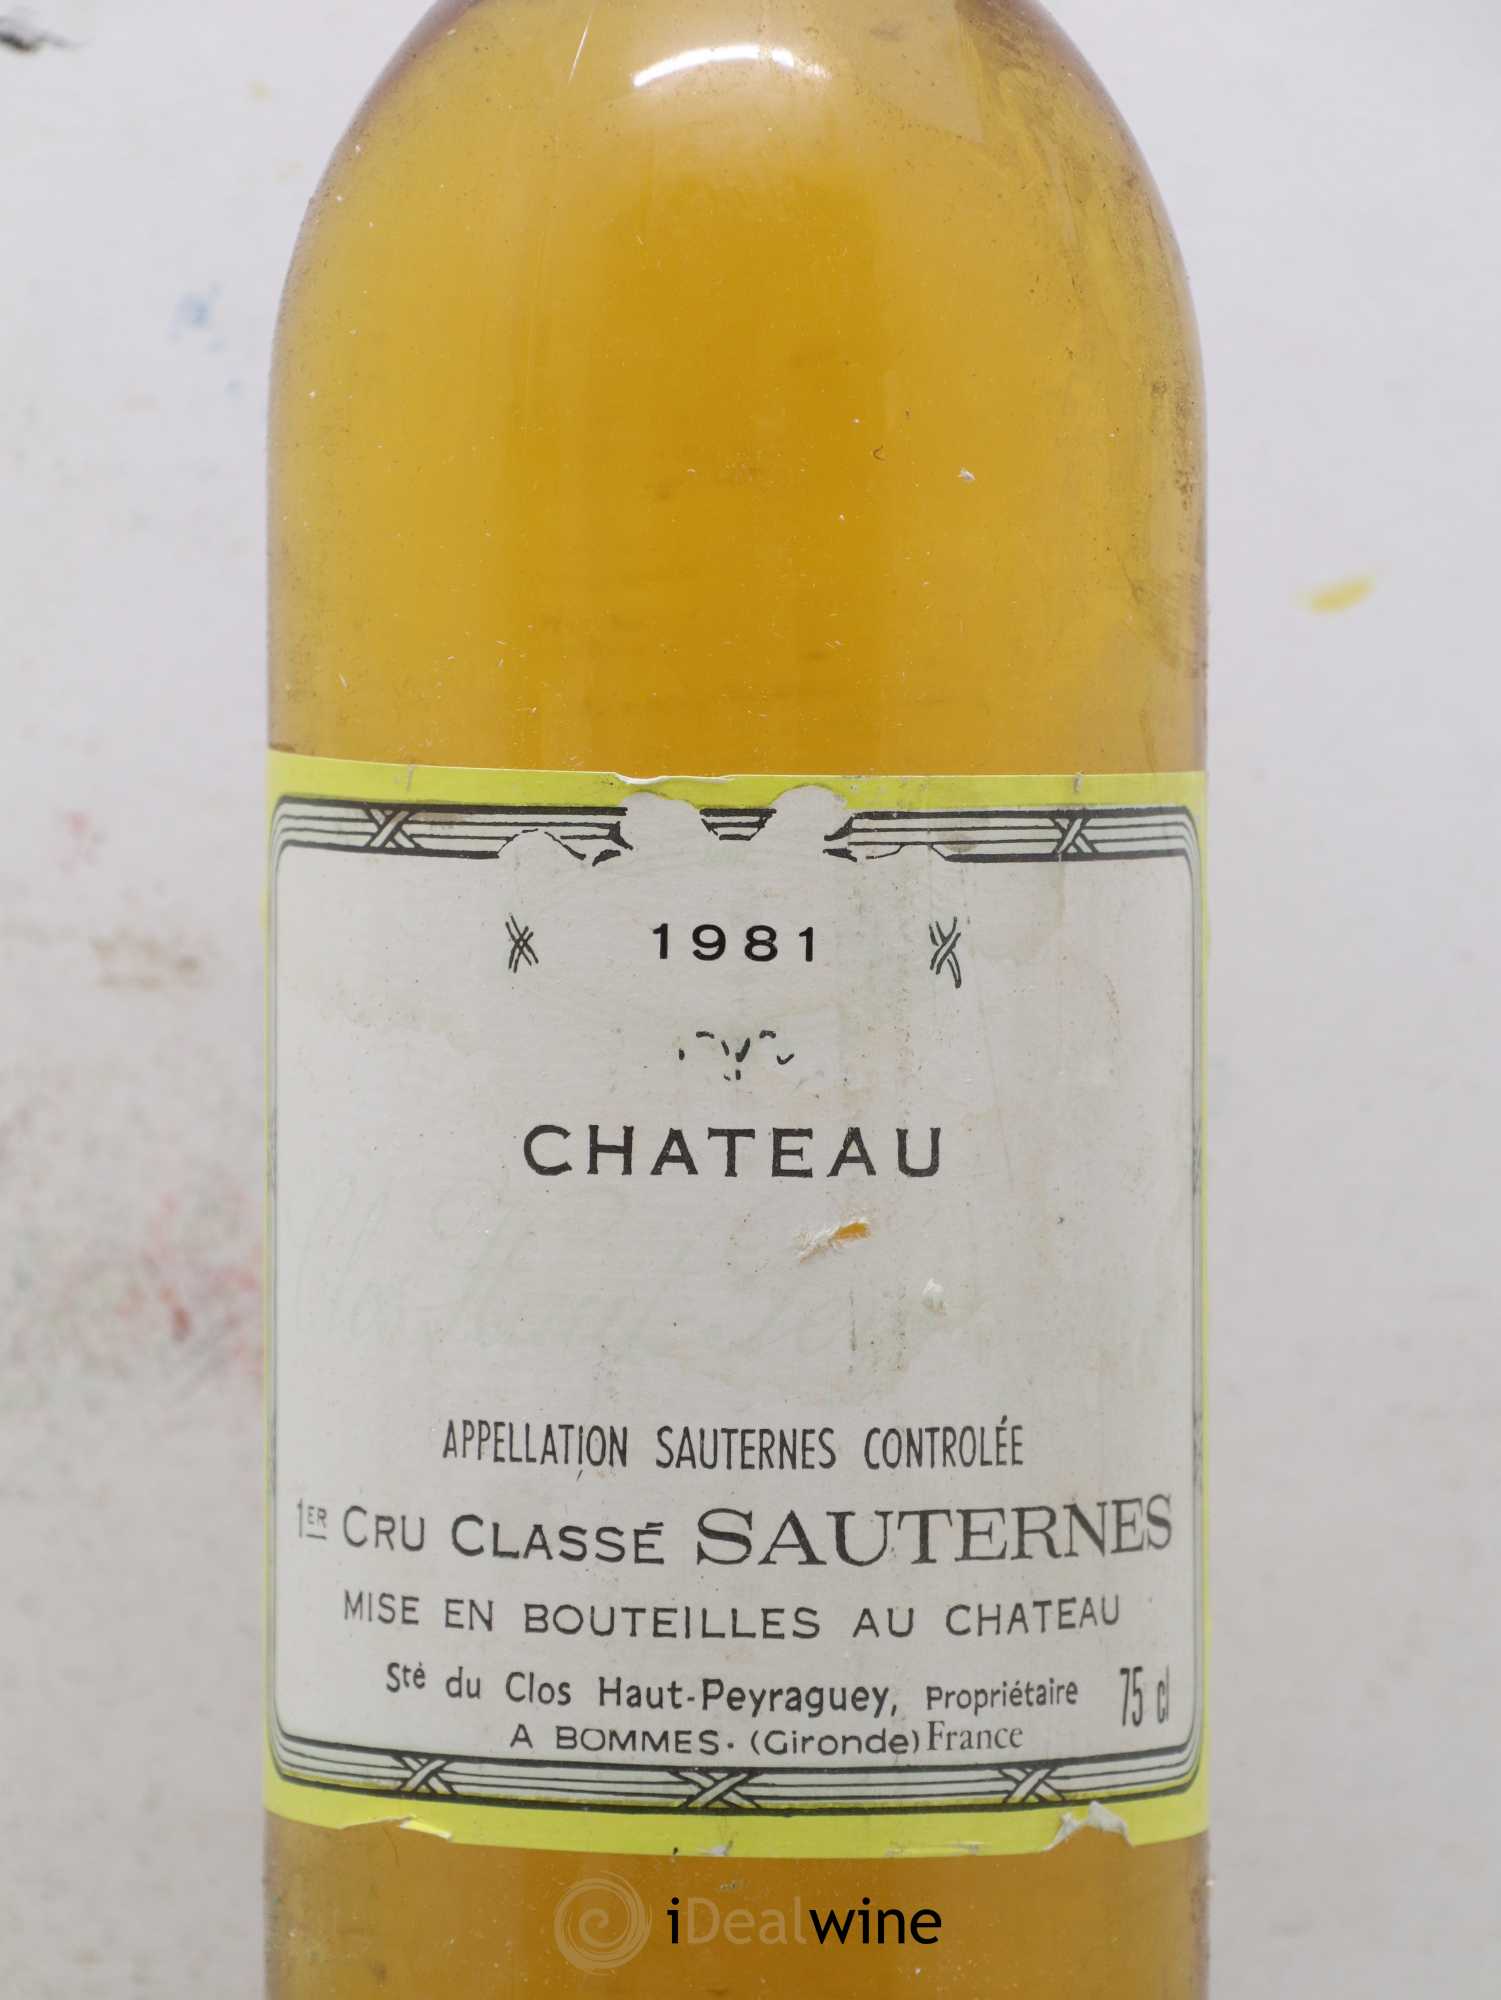 1981
CHATEAU
APPELLATION SAUTERNES CONTROLÉE
1ER CRU CLASSÉ SAUTERNES
MISE EN BOUTEILLES AU CHATEAU
Sté du Clos Haut-Peyraguey, Propriétaire 75 cl
A BOMMES. (Gironde) France
iDealwine